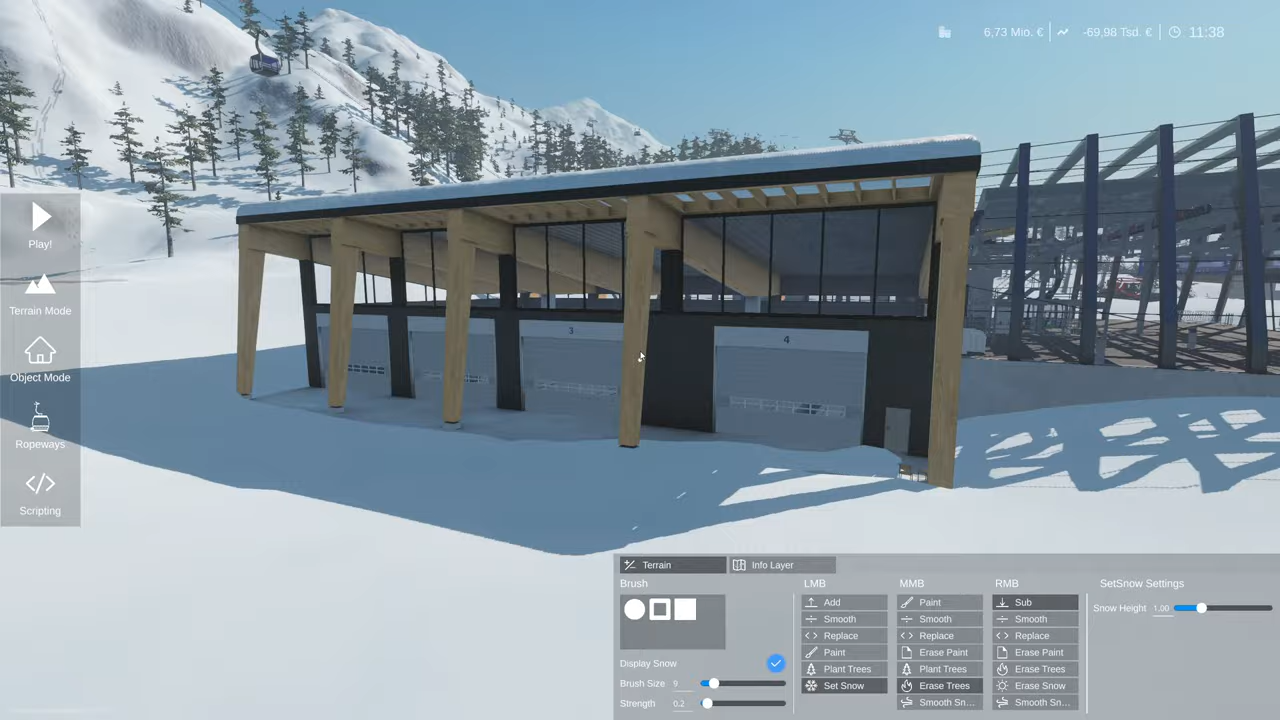 6,73 Mio. € -69,98 Tsd. € 11:38
Play!
Terrain Mode
Object Mode
Ropeways
Scripting
3
4
Terrain Info Layer
Brush
Display Snow
Brush Size 9
Strength 0.2
LMB
Add
Smooth
Replace
Paint
Plant Trees
Set Snow
MMB
Paint
Smooth
Replace
Erase Paint
Plant Trees
Erase Trees
Smooth Sn...
RMB
Sub
Smooth
Replace
Erase Paint
Erase Trees
Erase Snow
Smooth Sn...
SetSnow Settings
Snow Height 1.00